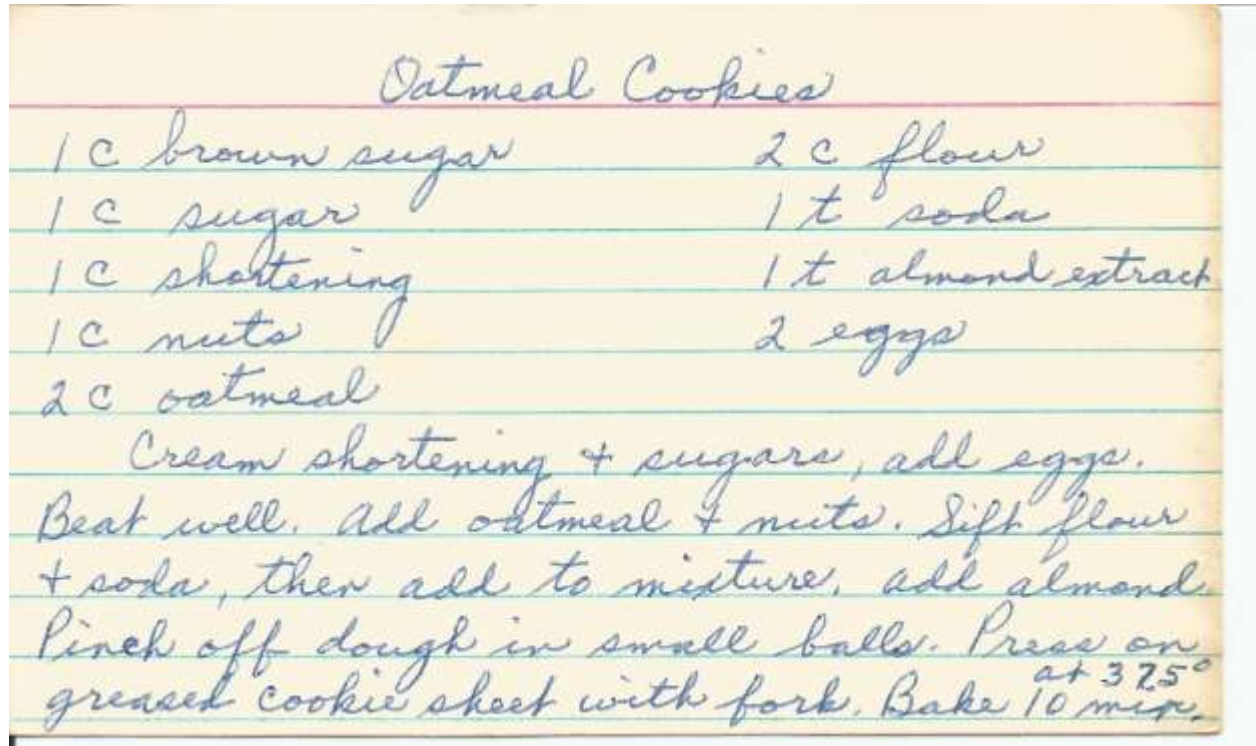 Oatmeal Cookies
1 c brown sugar 2 c flour
1 c sugar 1 t soda
1 c shortening 1 t almond extract
1 c nuts 2 eggs
2 c oatmeal
Cream shortening + sugars, add eggs.
Beat well. Add oatmeal + nuts. Sift flour
+ soda, then add to mixture. Add almond.
Pinch off dough in small balls. Press on
greased cookie sheet with fork. Bake at 375° 10 min.